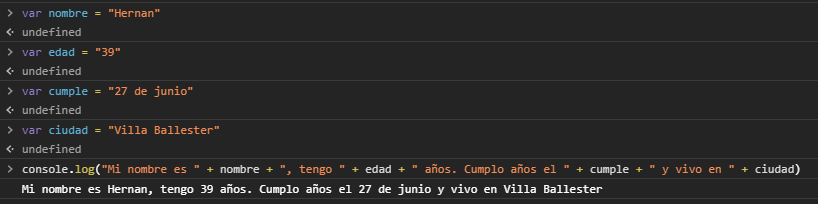 var nombre = "Hernan"
undefined
var edad = "39"
undefined
var cumple = "27 de junio"
undefined
var ciudad = "Villa Ballester"
undefined
console.log("Mi nombre es " + nombre + ", tengo " + edad + " años. Cumplo años el " + cumple + " y vivo en " + ciudad)
Mi nombre es Hernan, tengo 39 años. Cumplo años el 27 de junio y vivo en Villa Ballester